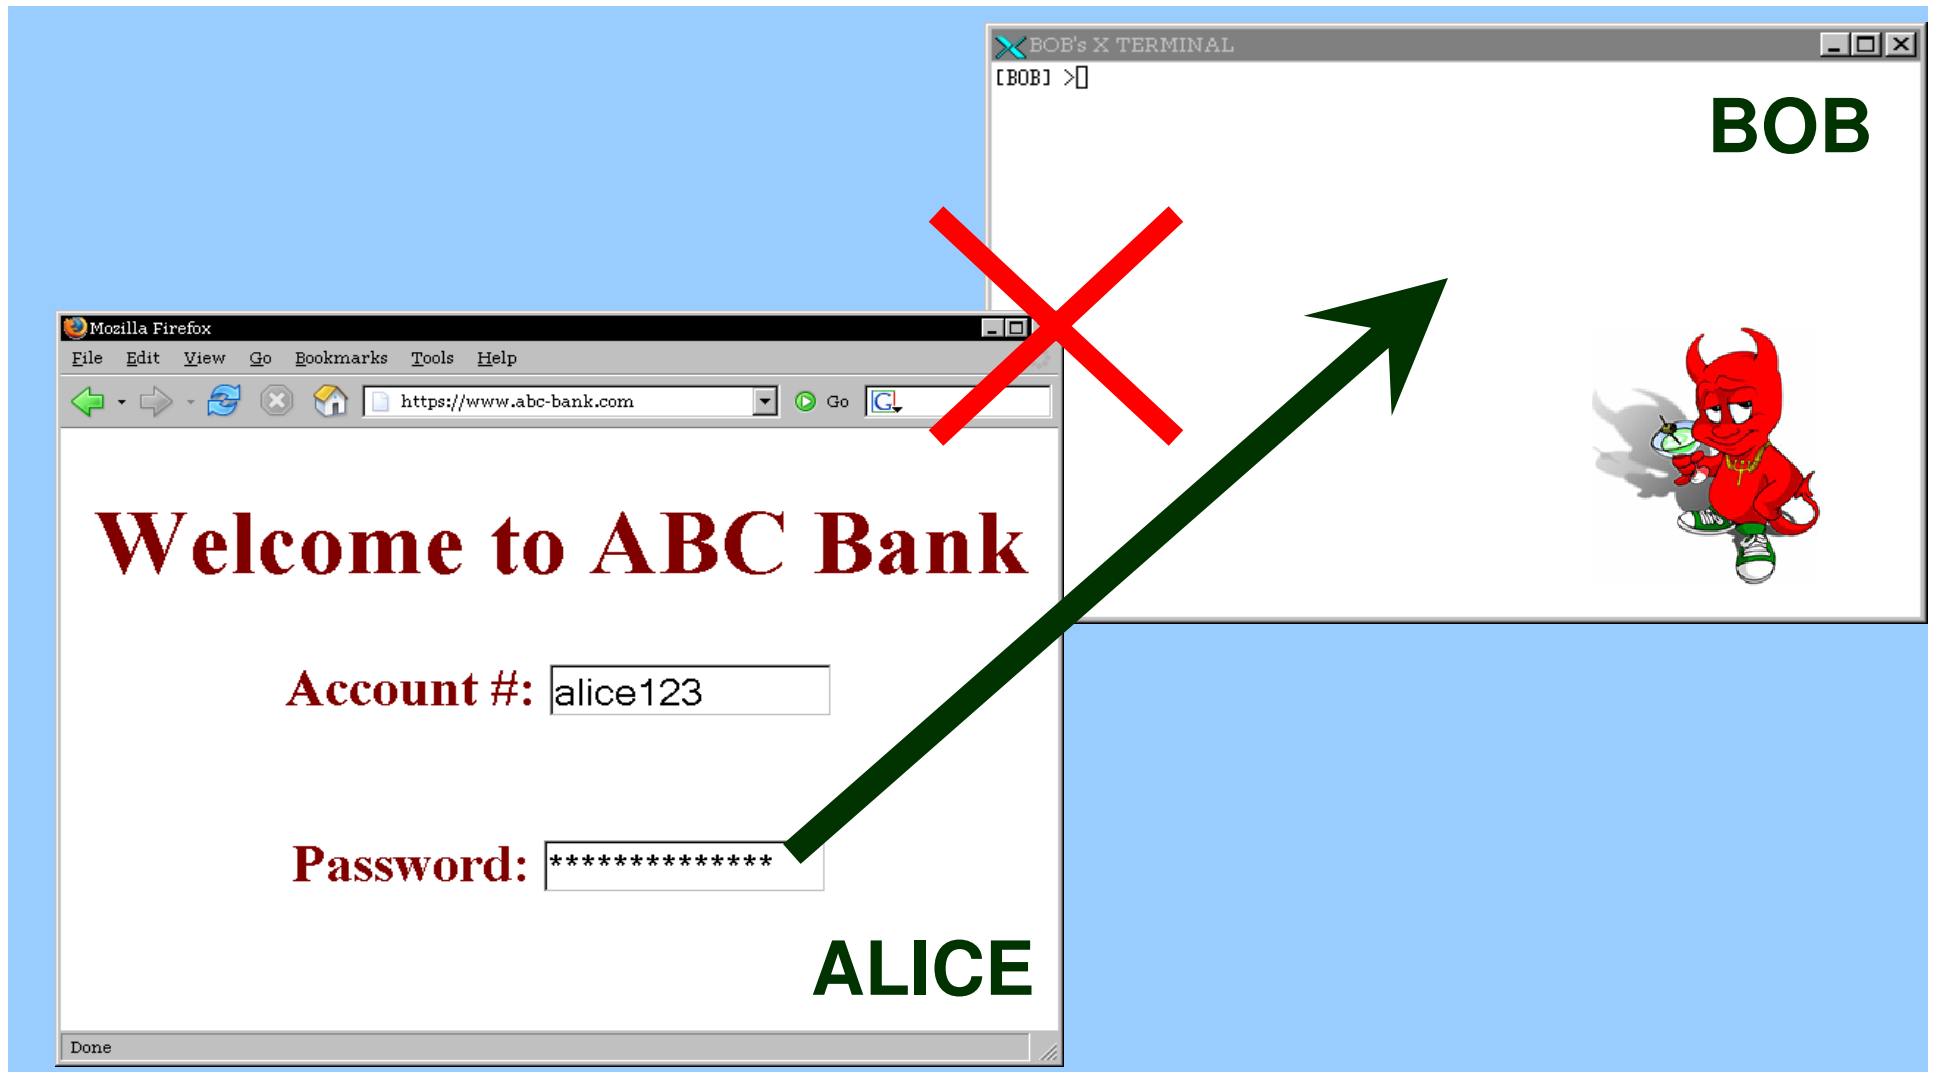 BOB's X TERMINAL
[BOB] >
BOB
Mozilla Firefox
File Edit View Go Bookmarks Tools Help
https://www.abc-bank.com Go G
Welcome to ABC Bank
Account #: alice123
Password: **************
ALICE
Done